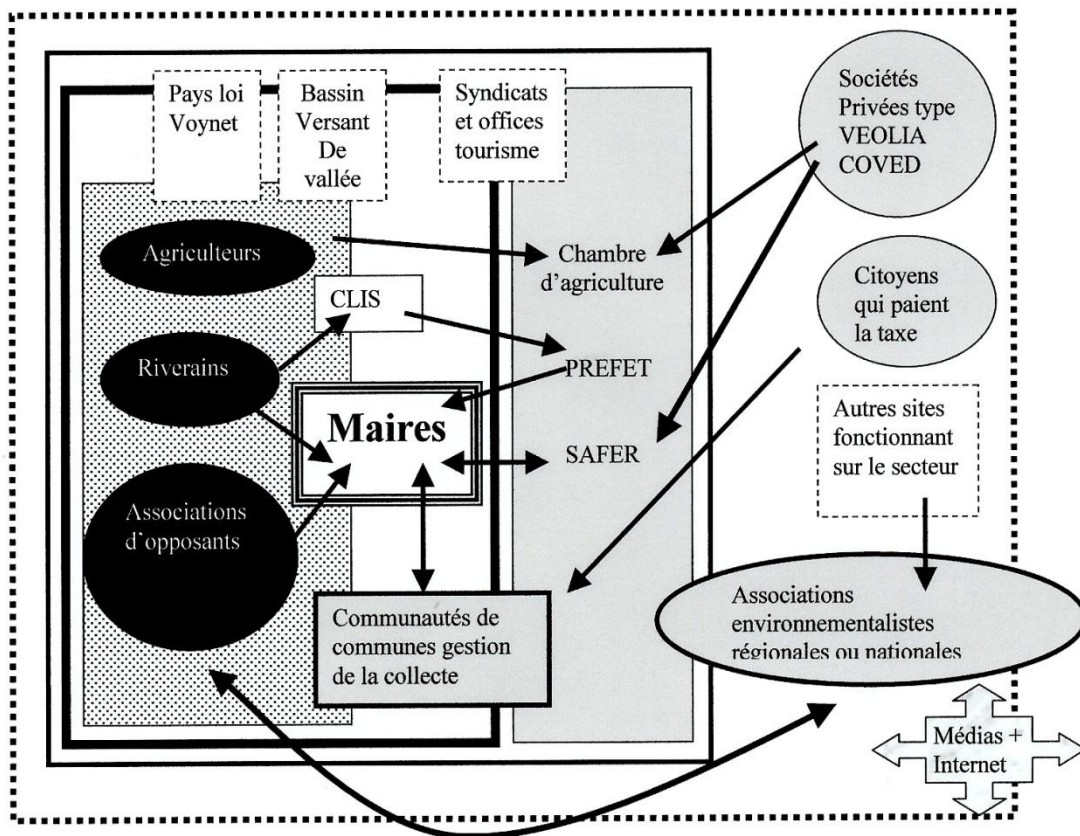 Pays loi
Voynet
Bassin
Versant
De
vallée
Syndicats
et offices
tourisme
Sociétés
Privées type
VEOLIA
COVED
Agriculteurs
Chambre
d'agriculture
Citoyens
qui paient
la taxe
CLIS
Riverains
PREFET
Maires
SAFER
Autres sites
fonctionnant
sur le secteur
Associations
d'opposants
Communautés de
communes gestion
de la collecte
Associations
environnementalistes
régionales ou nationales
Médias +
Internet